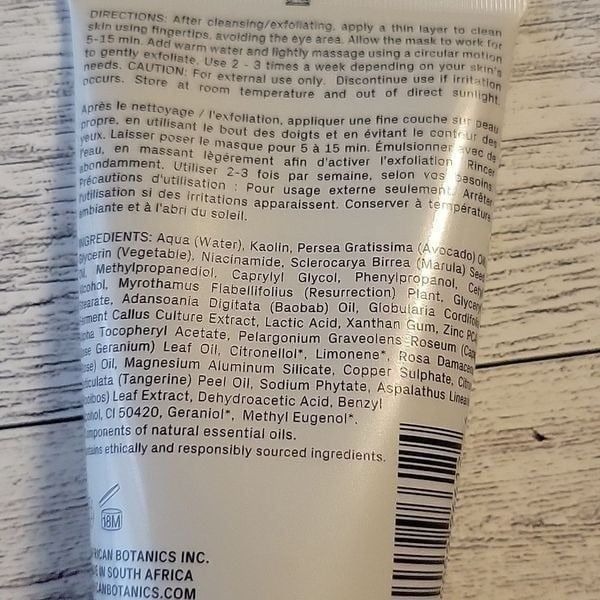 DIRECTIONS: After cleansing/exfoliating, apply a thin layer to clean
skin using fingertips, avoiding the eye area. Allow the mask to work for
5-15 min. Add warm water and lightly massage using a circular motion
to gently exfoliate. Use 2 - 3 times a week depending on your skin's
needs. CAUTION: For external use only. Discontinue use if irritation
occurs. Store at room temperature and out of direct sunlight.
Après le nettoyage / l'exfoliation, appliquer une fine couche sur peau
propre, en utilisant le bout des doigts et en évitant le contour des
yeux. Laisser poser le masque pour 5 à 15 min. Émulsionner avec de
l'eau, en massant légèrement afin d'activer l'exfoliation. Rincer
abondamment. Utiliser 2-3 fois par semaine, selon vos besoins.
Précautions d'utilisation : Pour usage externe seulement. Arrêter
l'utilisation si des irritations apparaissent. Conserver à température
ambiante et à l'abri du soleil.
INGREDIENTS: Aqua (Water), Kaolin, Persea Gratissima (Avocado) Oil,
Glycerin (Vegetable), Niacinamide, Sclerocarya Birrea (Marula) Seed
Oil, Methylpropanediol, Caprylyl Glycol, Phenylpropanol, Cetyl
Alcohol, Myrothamus Flabellifolius (Resurrection) Plant, Glyceryl
Stearate, Adansoania Digitata (Baobab) Oil, Globularia Cordifolia
Ferment Callus Culture Extract, Lactic Acid, Xanthan Gum, Zinc PCA,
Alpha Tocopheryl Acetate, Pelargonium Graveolens Roseum (Cape
Rose Geranium) Leaf Oil, Citronellol*, Limonene*, Rosa Damascena
(Rose) Oil, Magnesium Aluminum Silicate, Copper Sulphate, Citrus
Reticulata (Tangerine) Peel Oil, Sodium Phytate, Aspalathus Linearis
(Rooibos) Leaf Extract, Dehydroacetic Acid, Benzyl
Alcohol, CI 50420, Geraniol*, Methyl Eugenol*.
Components of natural essential oils.
ethically and responsibly sourced ingredients.
18M
AFRICAN BOTANICS INC.
IN SOUTH AFRICA